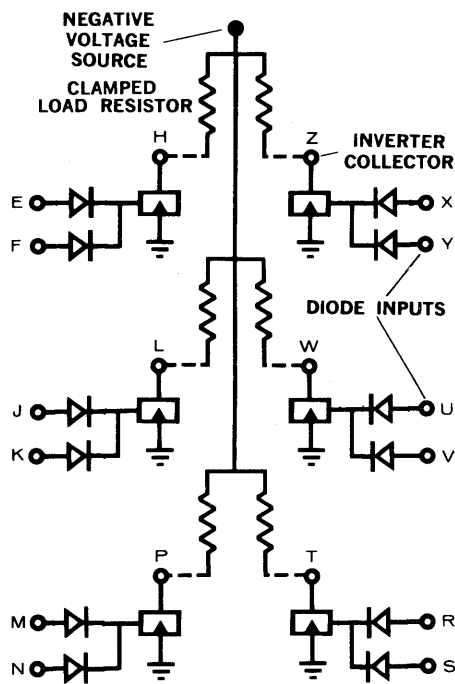 NEGATIVE
VOLTAGE
SOURCE
CLAMPED
LOAD RESISTOR
H
Z
INVERTER
COLLECTOR
E
X
F
Y
DIODE INPUTS
L
W
J
U
K
V
P
T
M
R
N
S